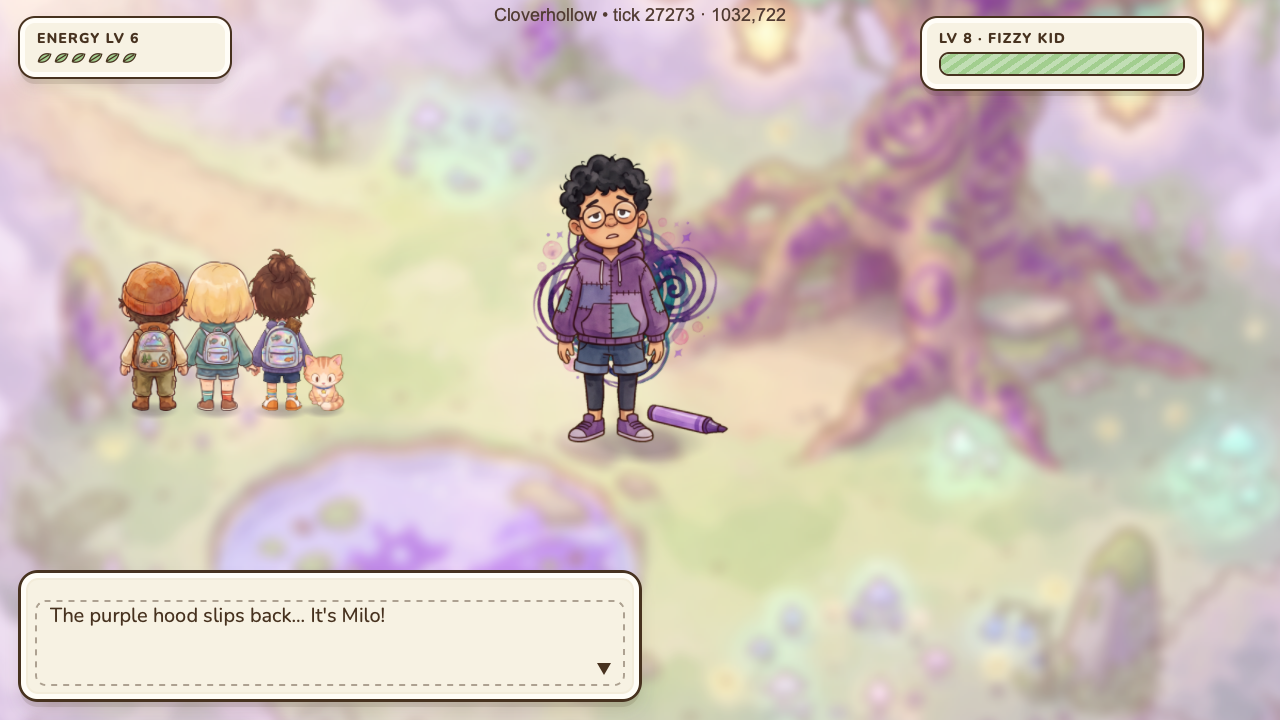 Cloverhollow • tick 27273 · 1032,722
ENERGY LV 6
LV 8 · FIZZY KID
The purple hood slips back... It's Milo!